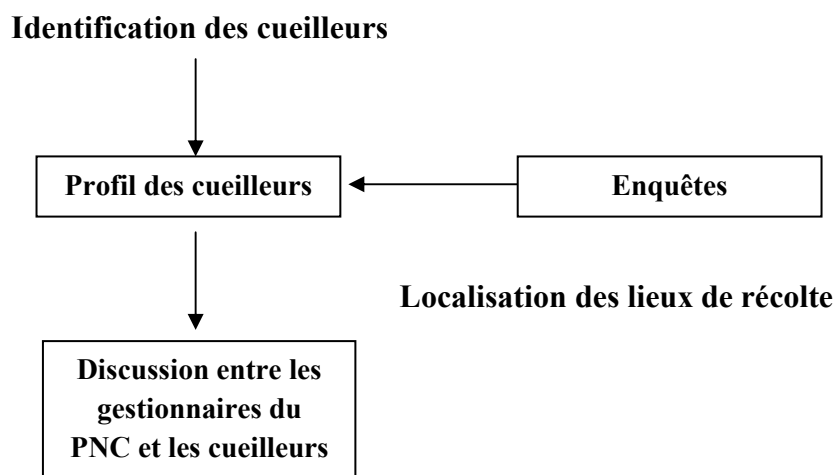 Identification des cueilleurs
Profil des cueilleurs
Enquêtes
Localisation des lieux de récolte
Discussion entre les
gestionnaires du
PNC et les cueilleurs